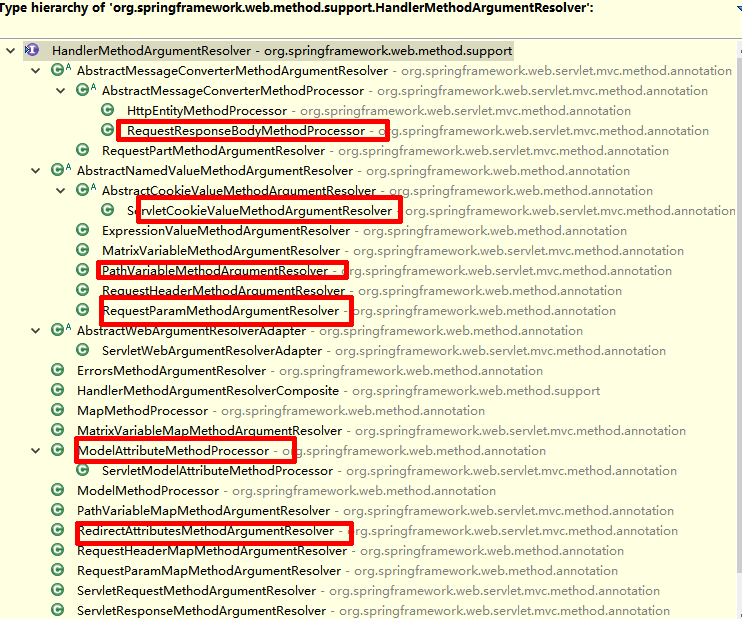 Type hierarchy of 'org.springframework.web.method.support.HandlerMethodArgumentResolver':
HandlerMethodArgumentResolver - org.springframework.web.method.support
AbstractMessageConverterMethodArgumentResolver - org.springframework.web.servlet.mvc.method.annotation
AbstractMessageConverterMethodProcessor - org.springframework.web.servlet.mvc.method.annotation
HttpEntityMethodProcessor - org.springframework.web.servlet.mvc.method.annotation
RequestResponseBodyMethodProcessor - org.springframework.web.servlet.mvc.method.annotation
RequestPartMethodArgumentResolver - org.springframework.web.servlet.mvc.method.annotation
AbstractNamedValueMethodArgumentResolver - org.springframework.web.method.annotation
AbstractCookieValueMethodArgumentResolver - org.springframework.web.method.annotation
ServletCookieValueMethodArgumentResolver - org.springframework.web.servlet.mvc.method.annotation
ExpressionValueMethodArgumentResolver - org.springframework.web.method.annotation
MatrixVariableMethodArgumentResolver - org.springframework.web.servlet.mvc.method.annotation
PathVariableMethodArgumentResolver - org.springframework.web.servlet.mvc.method.annotation
RequestHeaderMethodArgumentResolver - org.springframework.web.method.annotation
RequestParamMethodArgumentResolver - org.springframework.web.method.annotation
AbstractWebArgumentResolverAdapter - org.springframework.web.method.annotation
ServletWebArgumentResolverAdapter - org.springframework.web.servlet.mvc.method.annotation
ErrorsMethodArgumentResolver - org.springframework.web.method.annotation
HandlerMethodArgumentResolverComposite - org.springframework.web.method.support
MapMethodProcessor - org.springframework.web.method.annotation
MatrixVariableMapMethodArgumentResolver - org.springframework.web.servlet.mvc.method.annotation
ModelAttributeMethodProcessor - org.springframework.web.method.annotation
ServletModelAttributeMethodProcessor - org.springframework.web.servlet.mvc.method.annotation
ModelMethodProcessor - org.springframework.web.method.annotation
PathVariableMapMethodArgumentResolver - org.springframework.web.servlet.mvc.method.annotation
RedirectAttributesMethodArgumentResolver - org.springframework.web.servlet.mvc.method.annotation
RequestHeaderMapMethodArgumentResolver - org.springframework.web.method.annotation
RequestParamMapMethodArgumentResolver - org.springframework.web.method.annotation
ServletRequestMethodArgumentResolver - org.springframework.web.servlet.mvc.method.annotation
ServletResponseMethodArgumentResolver - org.springframework.web.servlet.mvc.method.annotation